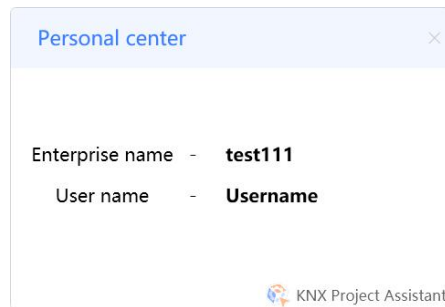 Personal center
Enterprise name - test111
User name - Username
KNX Project Assistant